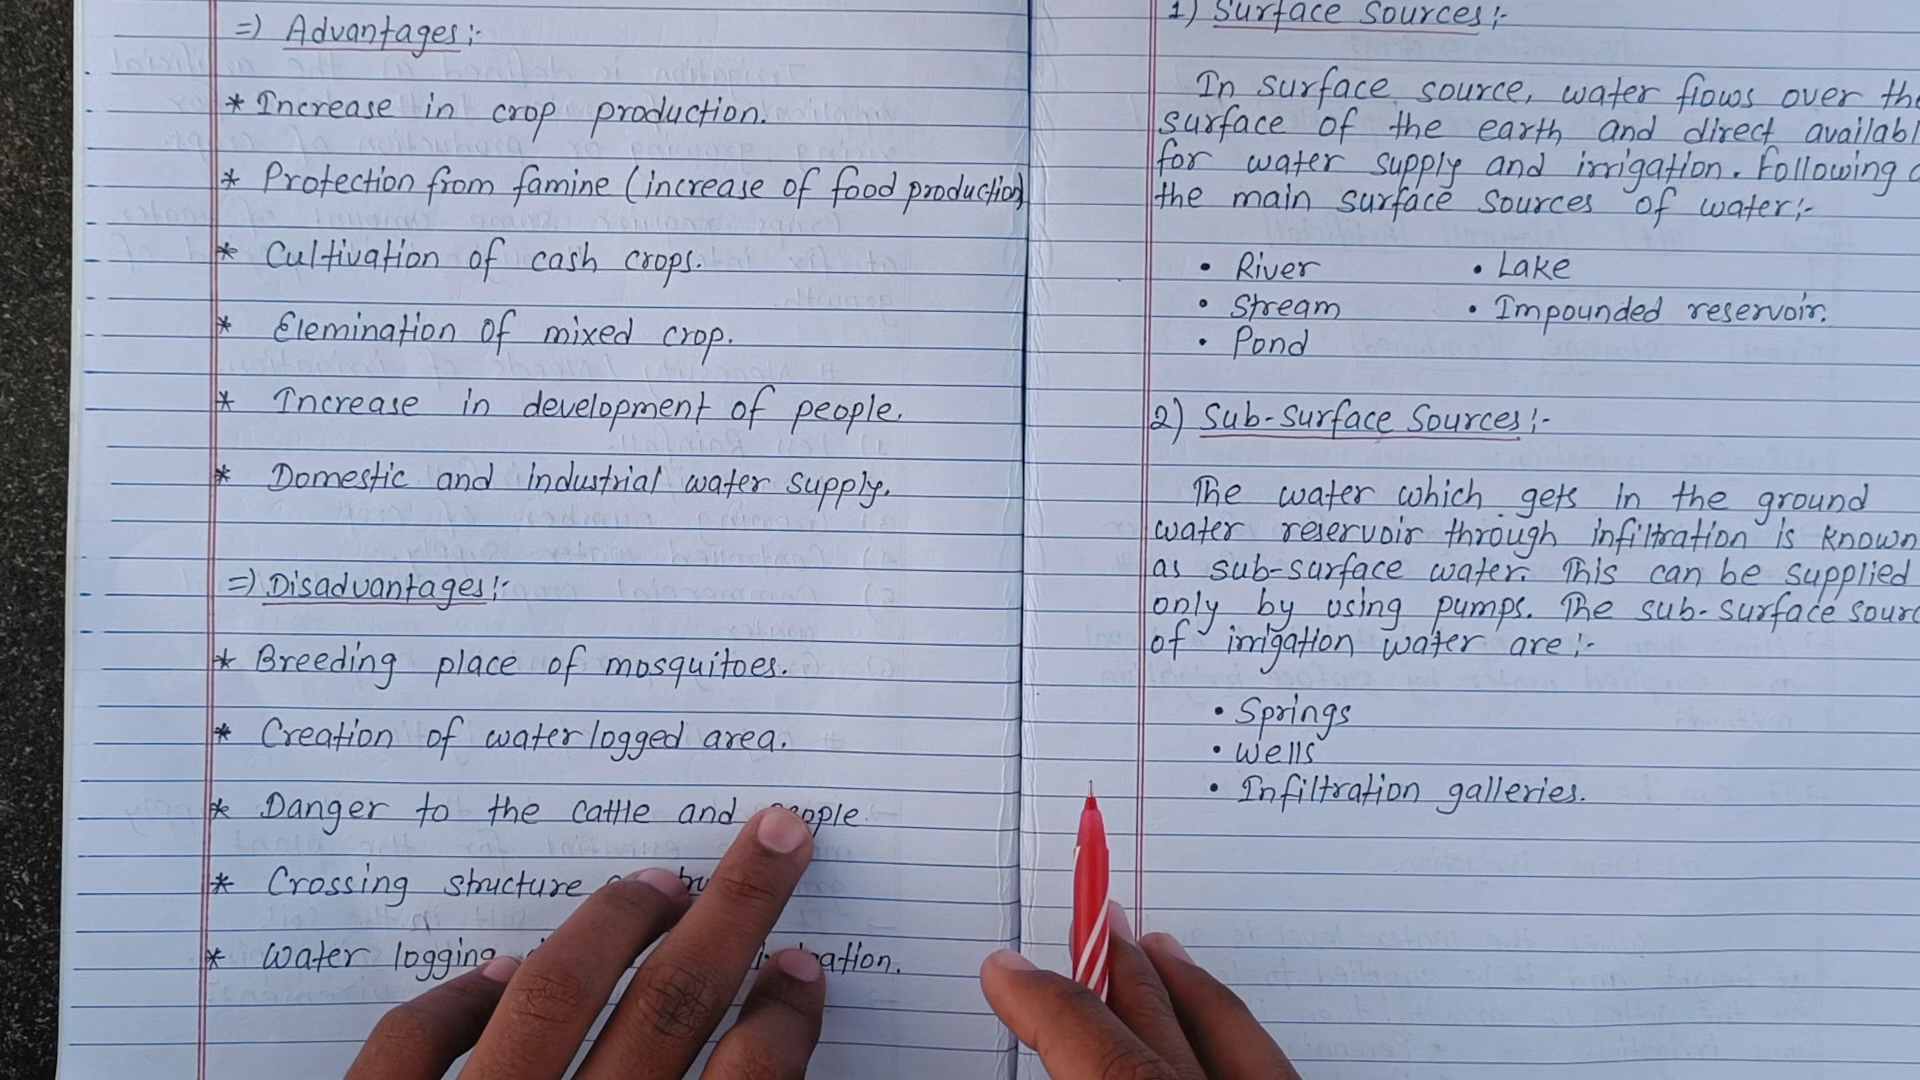 =) Advantages :-
* Increase in crop production.
* Protection from famine (increase of food production)
* Cultivation of cash crops.
* Elemination of mixed crop.
* Increase in development of people.
* Domestic and industrial water supply.
=) Disadvantages :-
* Breeding place of mosquitoes.
* Creation of water logged area.
* Danger to the cattle and people.
* Crossing structure
* Water logging
1) Surface Sources :-
In surface source, water flows over the
surface of the earth and direct availabl
for water supply and irrigation. Following
the main surface sources of water :-
• River • Lake
• Stream • Impounded reservoir.
• Pond
2) Sub-Surface Sources :-
The water which gets in the ground
water reservoir through infiltration is known
as sub-surface water. This can be supplied
only by using pumps. The sub-surface sourc
of irrigation water are :-
• Springs
• Wells
• Infiltration galleries.